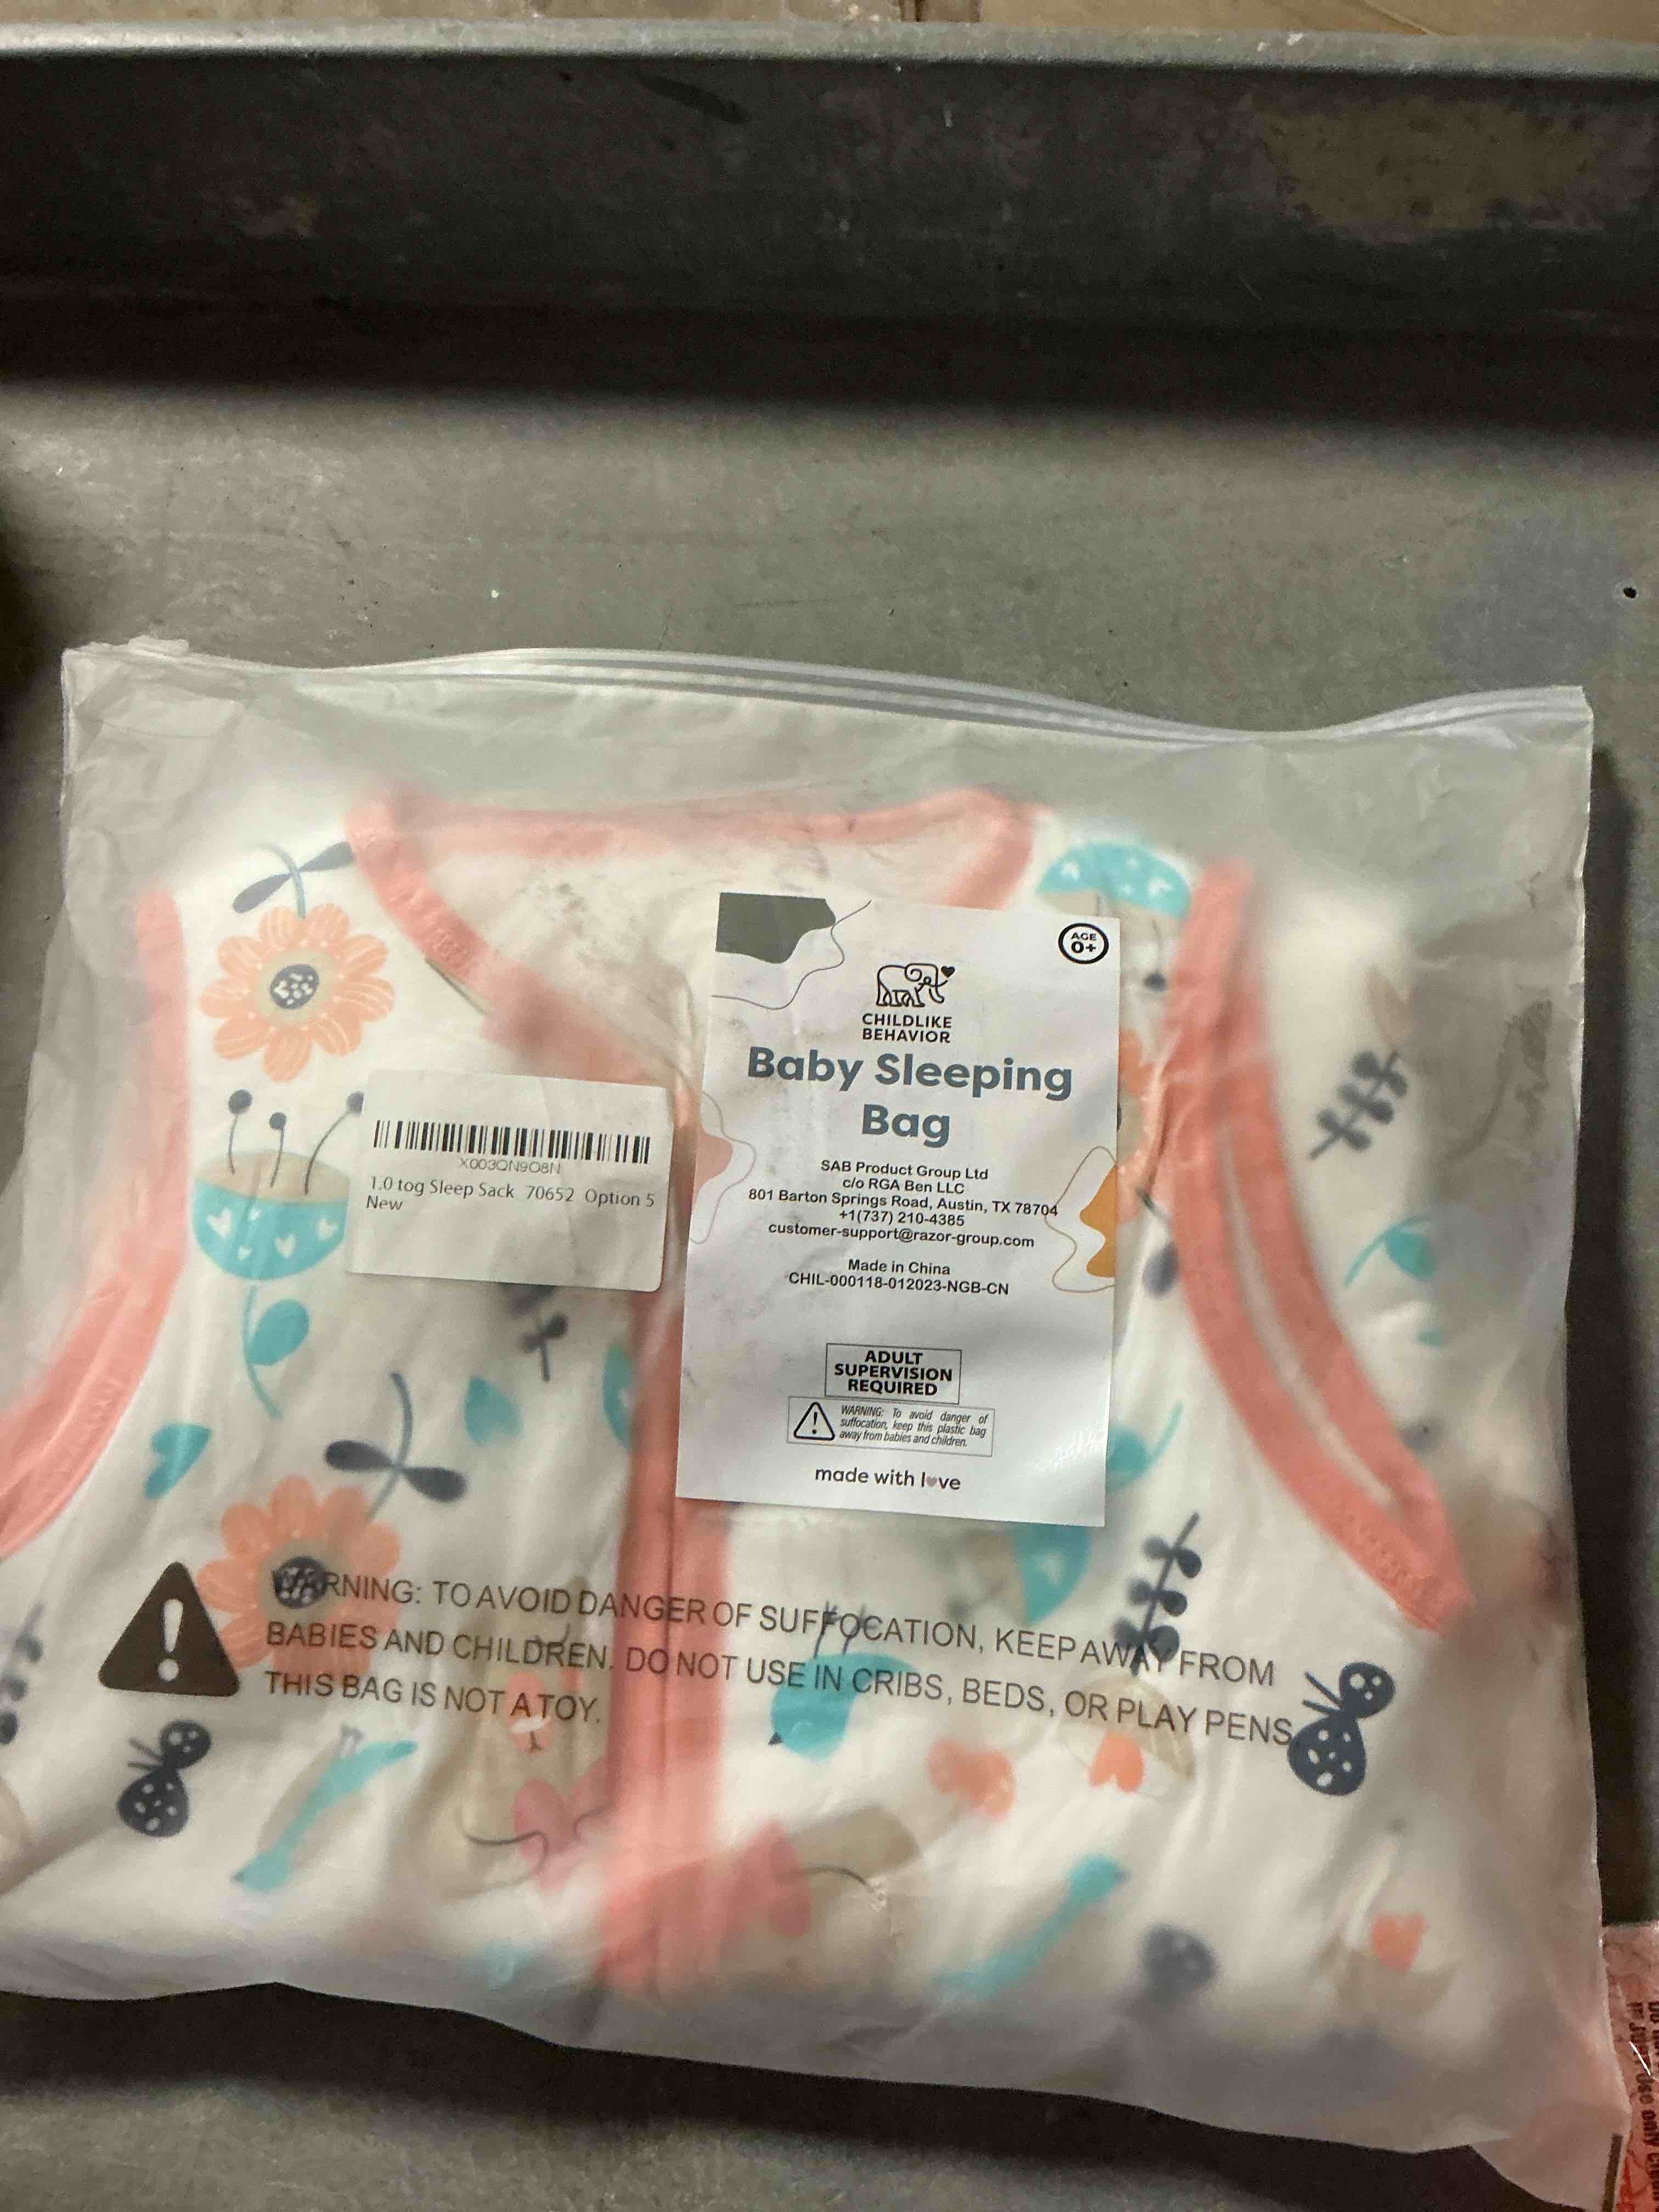 AGE
0+
CHILDLIKE
BEHAVIOR
Baby Sleeping
Bag
SAB Product Group Ltd
c/o RGA Ben LLC
801 Barton Springs Road, Austin, TX 78704
+1(737) 210-4385
customer-support@razor-group.com
Made in China
CHIL-000118-012023-NGB-CN
ADULT
SUPERVISION
REQUIRED
WARNING: To avoid danger of
suffocation, keep this plastic bag
away from babies and children.
made with love
X003QN9O8N
1.0 tog Sleep Sack 70652 Option 5
New
WARNING: TO AVOID DANGER OF SUFFOCATION, KEEP AWAY FROM
BABIES AND CHILDREN. DO NOT USE IN CRIBS, BEDS, OR PLAY PENS.
THIS BAG IS NOT A TOY.